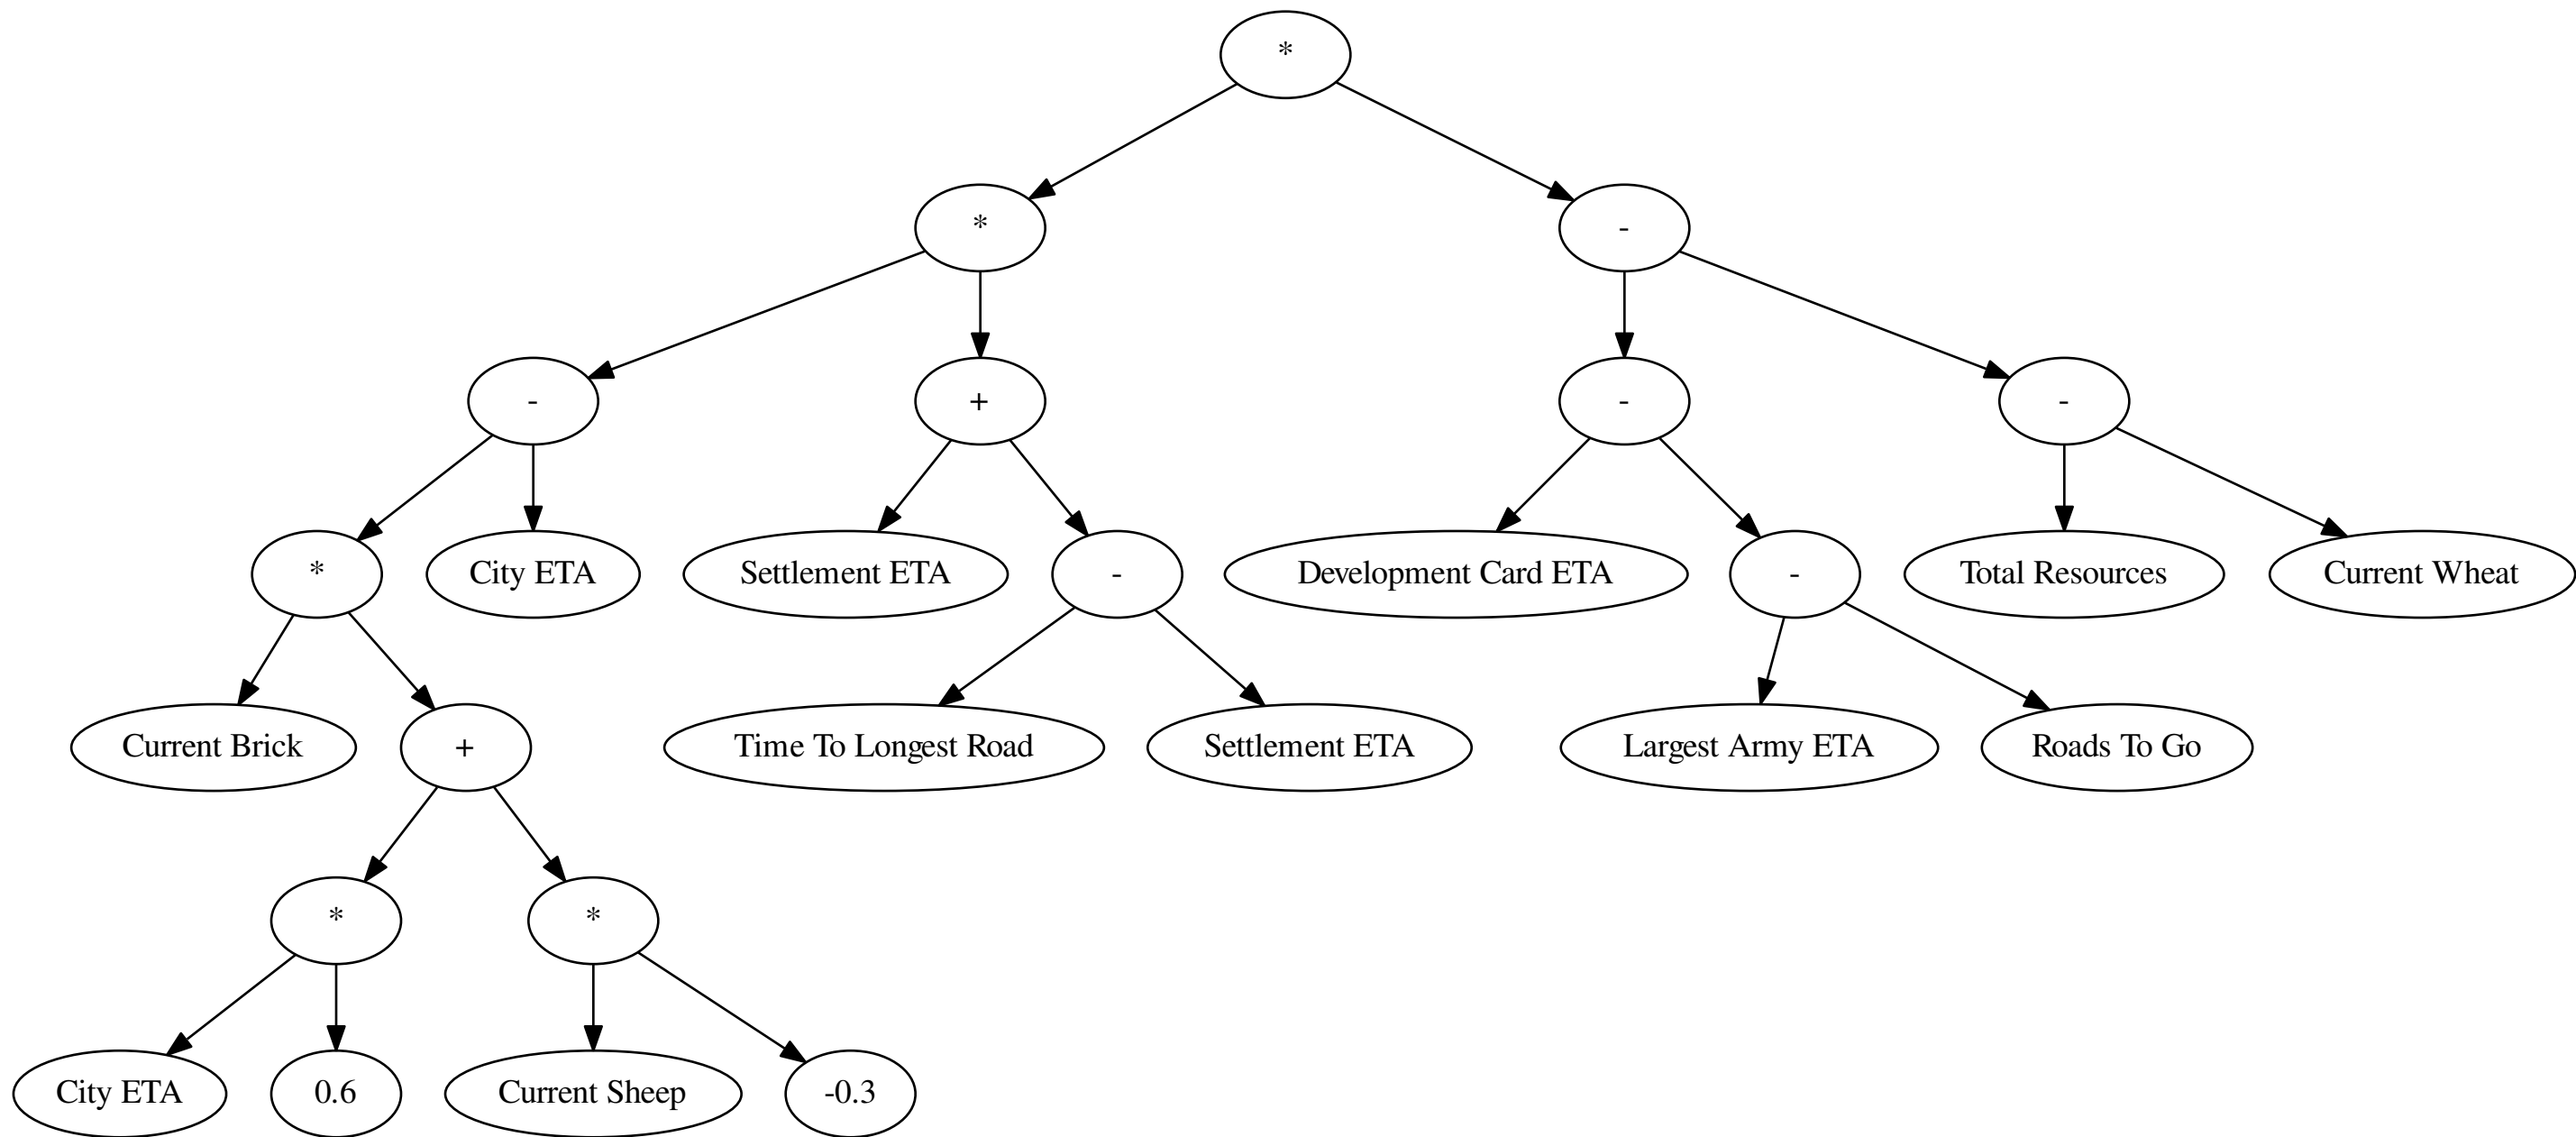 *
*
-
-
+
-
-
*
City ETA
Settlement ETA
-
Development Card ETA
-
Total Resources
Current Wheat
Current Brick
+
Time To Longest Road
Settlement ETA
Largest Army ETA
Roads To Go
*
*
City ETA
0.6
Current Sheep
-0.3